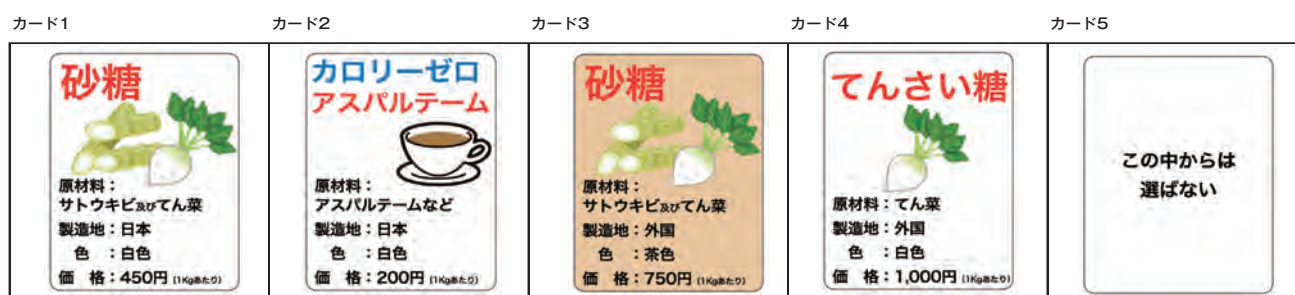 カード1
カード2
カード3
カード4
カード5
砂糖
原材料：
サトウキビ及びてん菜
製造地：日本
色　：白色
価　格：450円 (1Kgあたり)
カロリーゼロ
アスパルテーム
原材料：
アスパルテームなど
製造地：日本
色　：白色
価　格：200円 (1Kgあたり)
砂糖
原材料：
サトウキビ及びてん菜
製造地：外国
色　：茶色
価　格：750円 (1Kgあたり)
てんさい糖
原材料：てん菜
製造地：外国
色　：白色
価　格：1,000円 (1Kgあたり)
この中からは
選ばない